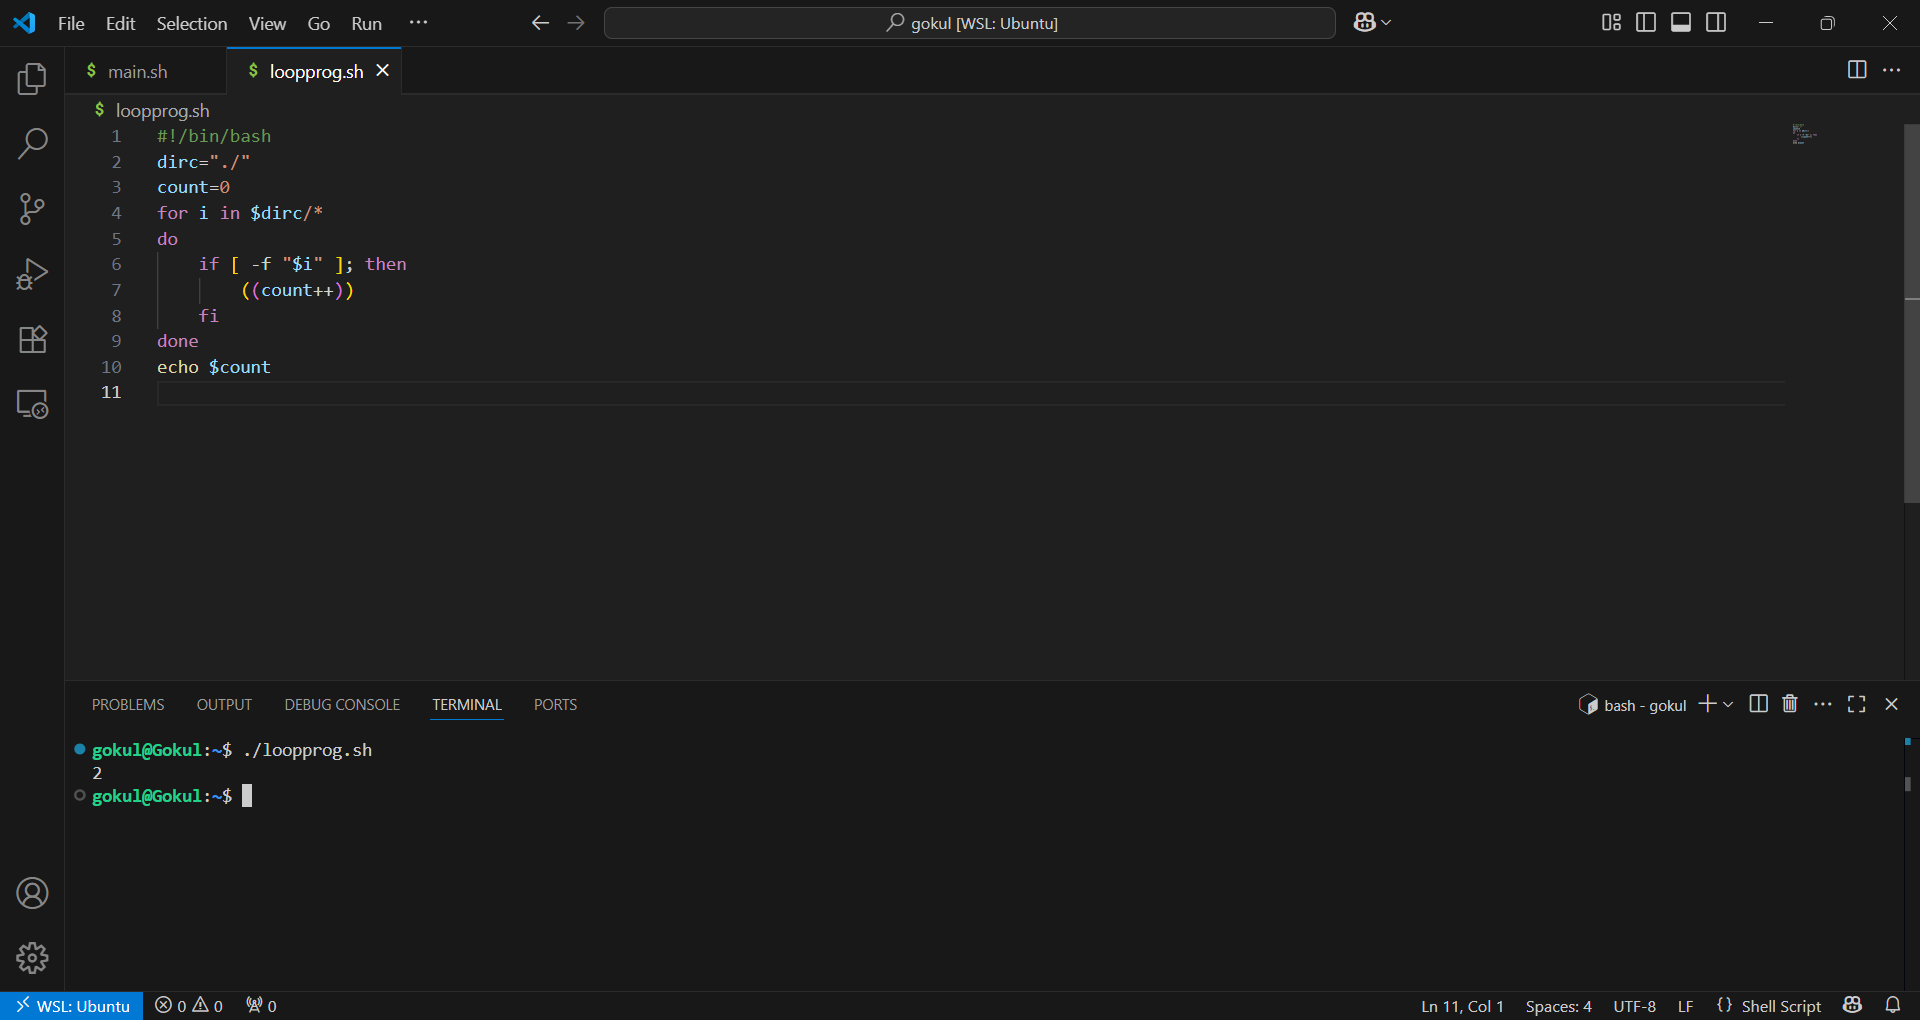 File Edit Selection View Go Run ··· gokul [WSL: Ubuntu]
$ main.sh $ loopprog.sh
$ loopprog.sh
1 #!/bin/bash
2 dirc="./"
3 count=0
4 for i in $dirc/*
5 do
6 if [ -f "$i" ]; then
7 ((count++))
8 fi
9 done
10 echo $count
11
PROBLEMS OUTPUT DEBUG CONSOLE TERMINAL PORTS bash - gokul
gokul@Gokul:~$ ./loopprog.sh
2
gokul@Gokul:~$
WSL: Ubuntu 0 0 0 Ln 11, Col 1 Spaces: 4 UTF-8 LF {} Shell Script